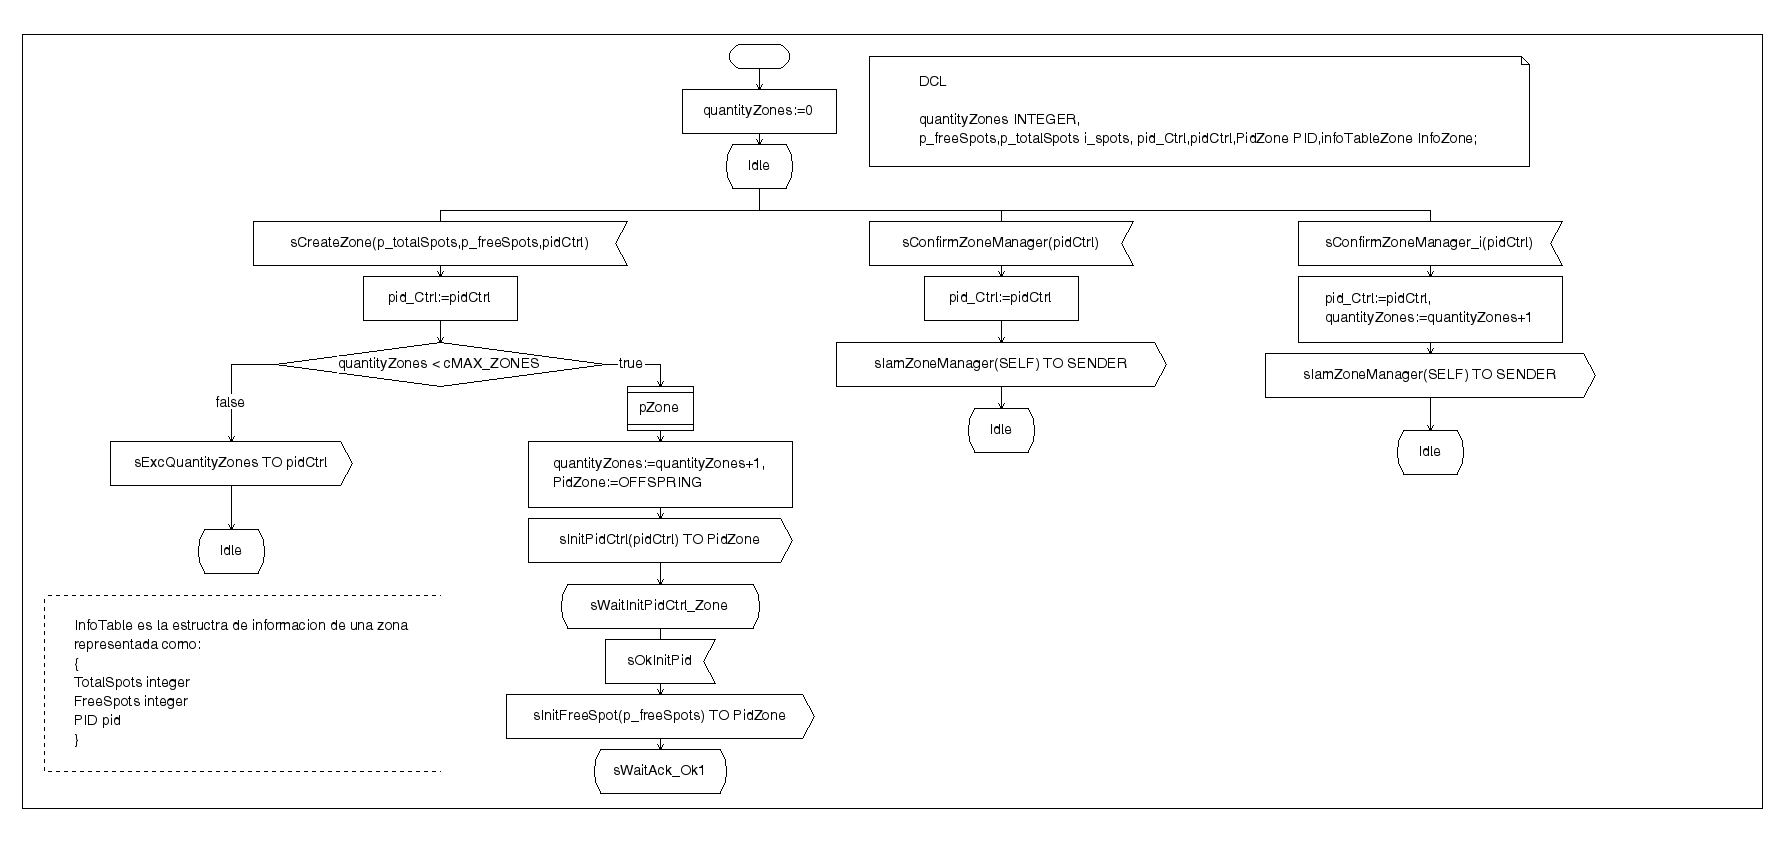 quantityZones:=0
Idle
DCL
quantityZones INTEGER,
p_freeSpots,p_totalSpots i_spots, pid_Ctrl,pidCtrl,PidZone PID,infoTableZone InfoZone;
sCreateZone(p_totalSpots,p_freeSpots,pidCtrl)
pid_Ctrl:=pidCtrl
quantityZones < cMAX_ZONES
true
false
sExcQuantityZones TO pidCtrl
Idle
pZone
quantityZones:=quantityZones+1,
PidZone:=OFFSPRING
sInitPidCtrl(pidCtrl) TO PidZone
sWaitInitPidCtrl_Zone
sOkInitPid
sInitFreeSpot(p_freeSpots) TO PidZone
sWaitAck_Ok1
sConfirmZoneManager(pidCtrl)
pid_Ctrl:=pidCtrl
sIamZoneManager(SELF) TO SENDER
Idle
sConfirmZoneManager_i(pidCtrl)
pid_Ctrl:=pidCtrl,
quantityZones:=quantityZones+1
sIamZoneManager(SELF) TO SENDER
Idle
InfoTable es la estructra de informacion de una zona
representada como:
{
TotalSpots integer
FreeSpots integer
PID pid
}